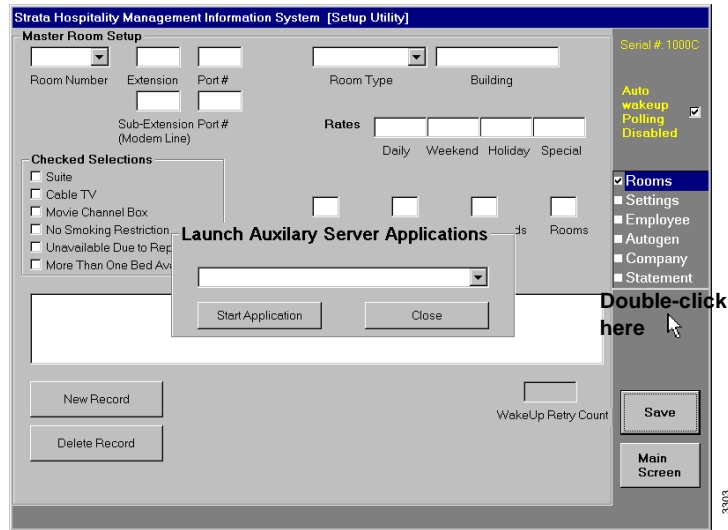 Strata Hospitality Management Information System [Setup Utility]
Master Room Setup
Serial #: 1000C
Room Number Extension Port # Room Type Building
Auto
wakeup
Polling
Disabled
Sub-Extension Port #
(Modem Line)
Rates
Daily Weekend Holiday Special
Checked Selections
Suite
Cable TV
Movie Channel Box
No Smoking Restriction
Unavailable Due to Rep
More Than One Bed Ava
ds Rooms
Rooms
Settings
Employee
Autogen
Company
Statement
Launch Auxilary Server Applications
Start Application Close
Double-click
here
New Record
Delete Record
WakeUp Retry Count
Save
Main
Screen
3303